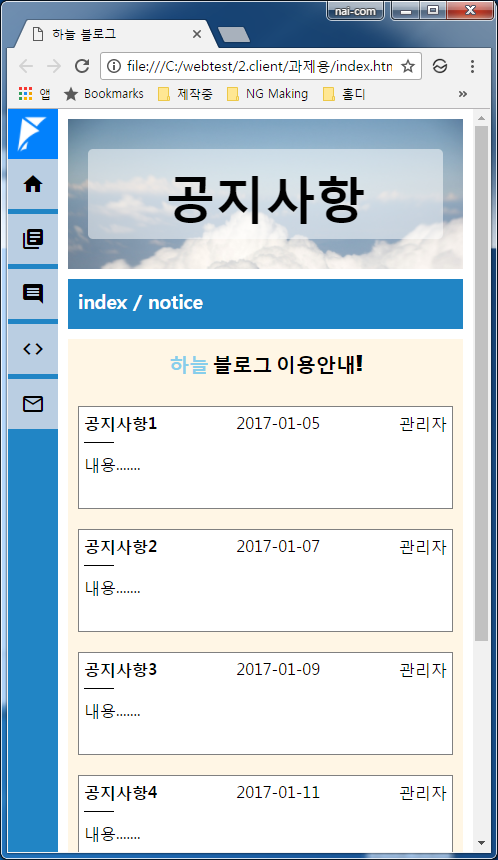 nai-com
하늘 블로그
file:///C:/webtest/2.client/과제용/index.htm
앱 Bookmarks 제작중 NG Making 홈디 »
공지사항
index / notice
하늘 블로그 이용안내!
공지사항1 2017-01-05 관리자
내용.......
공지사항2 2017-01-07 관리자
내용.......
공지사항3 2017-01-09 관리자
내용.......
공지사항4 2017-01-11 관리자
내용.......